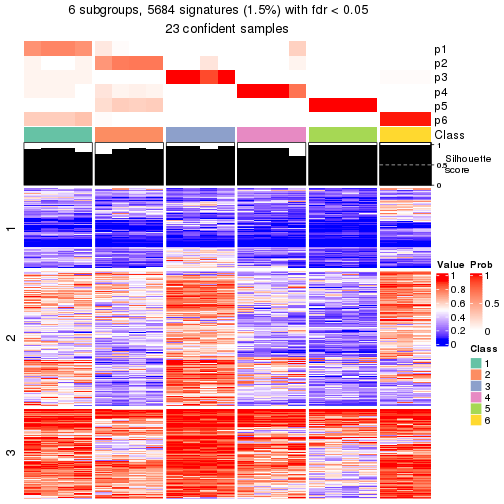 6 subgroups, 5684 signatures (1.5%) with fdr < 0.05
23 confident samples
p1
p2
p3
p4
p5
p6
Class
1
0.5
0
Silhouette
score
1
2
3
Value
1
0.8
0.6
0.4
0.2
0
Prob
1
0.5
0
Class
1
2
3
4
5
6